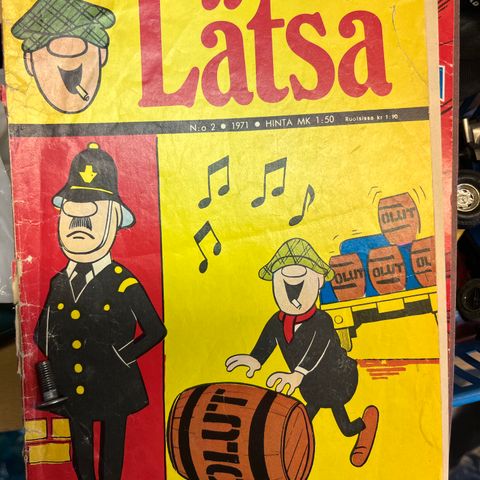 Lätsa
N:o 2 ● 1971 ● HINTA MK 1:50 Ruotsissa kr 1:90
OLUT
OLUT
OLUT
OLUT
OLUT